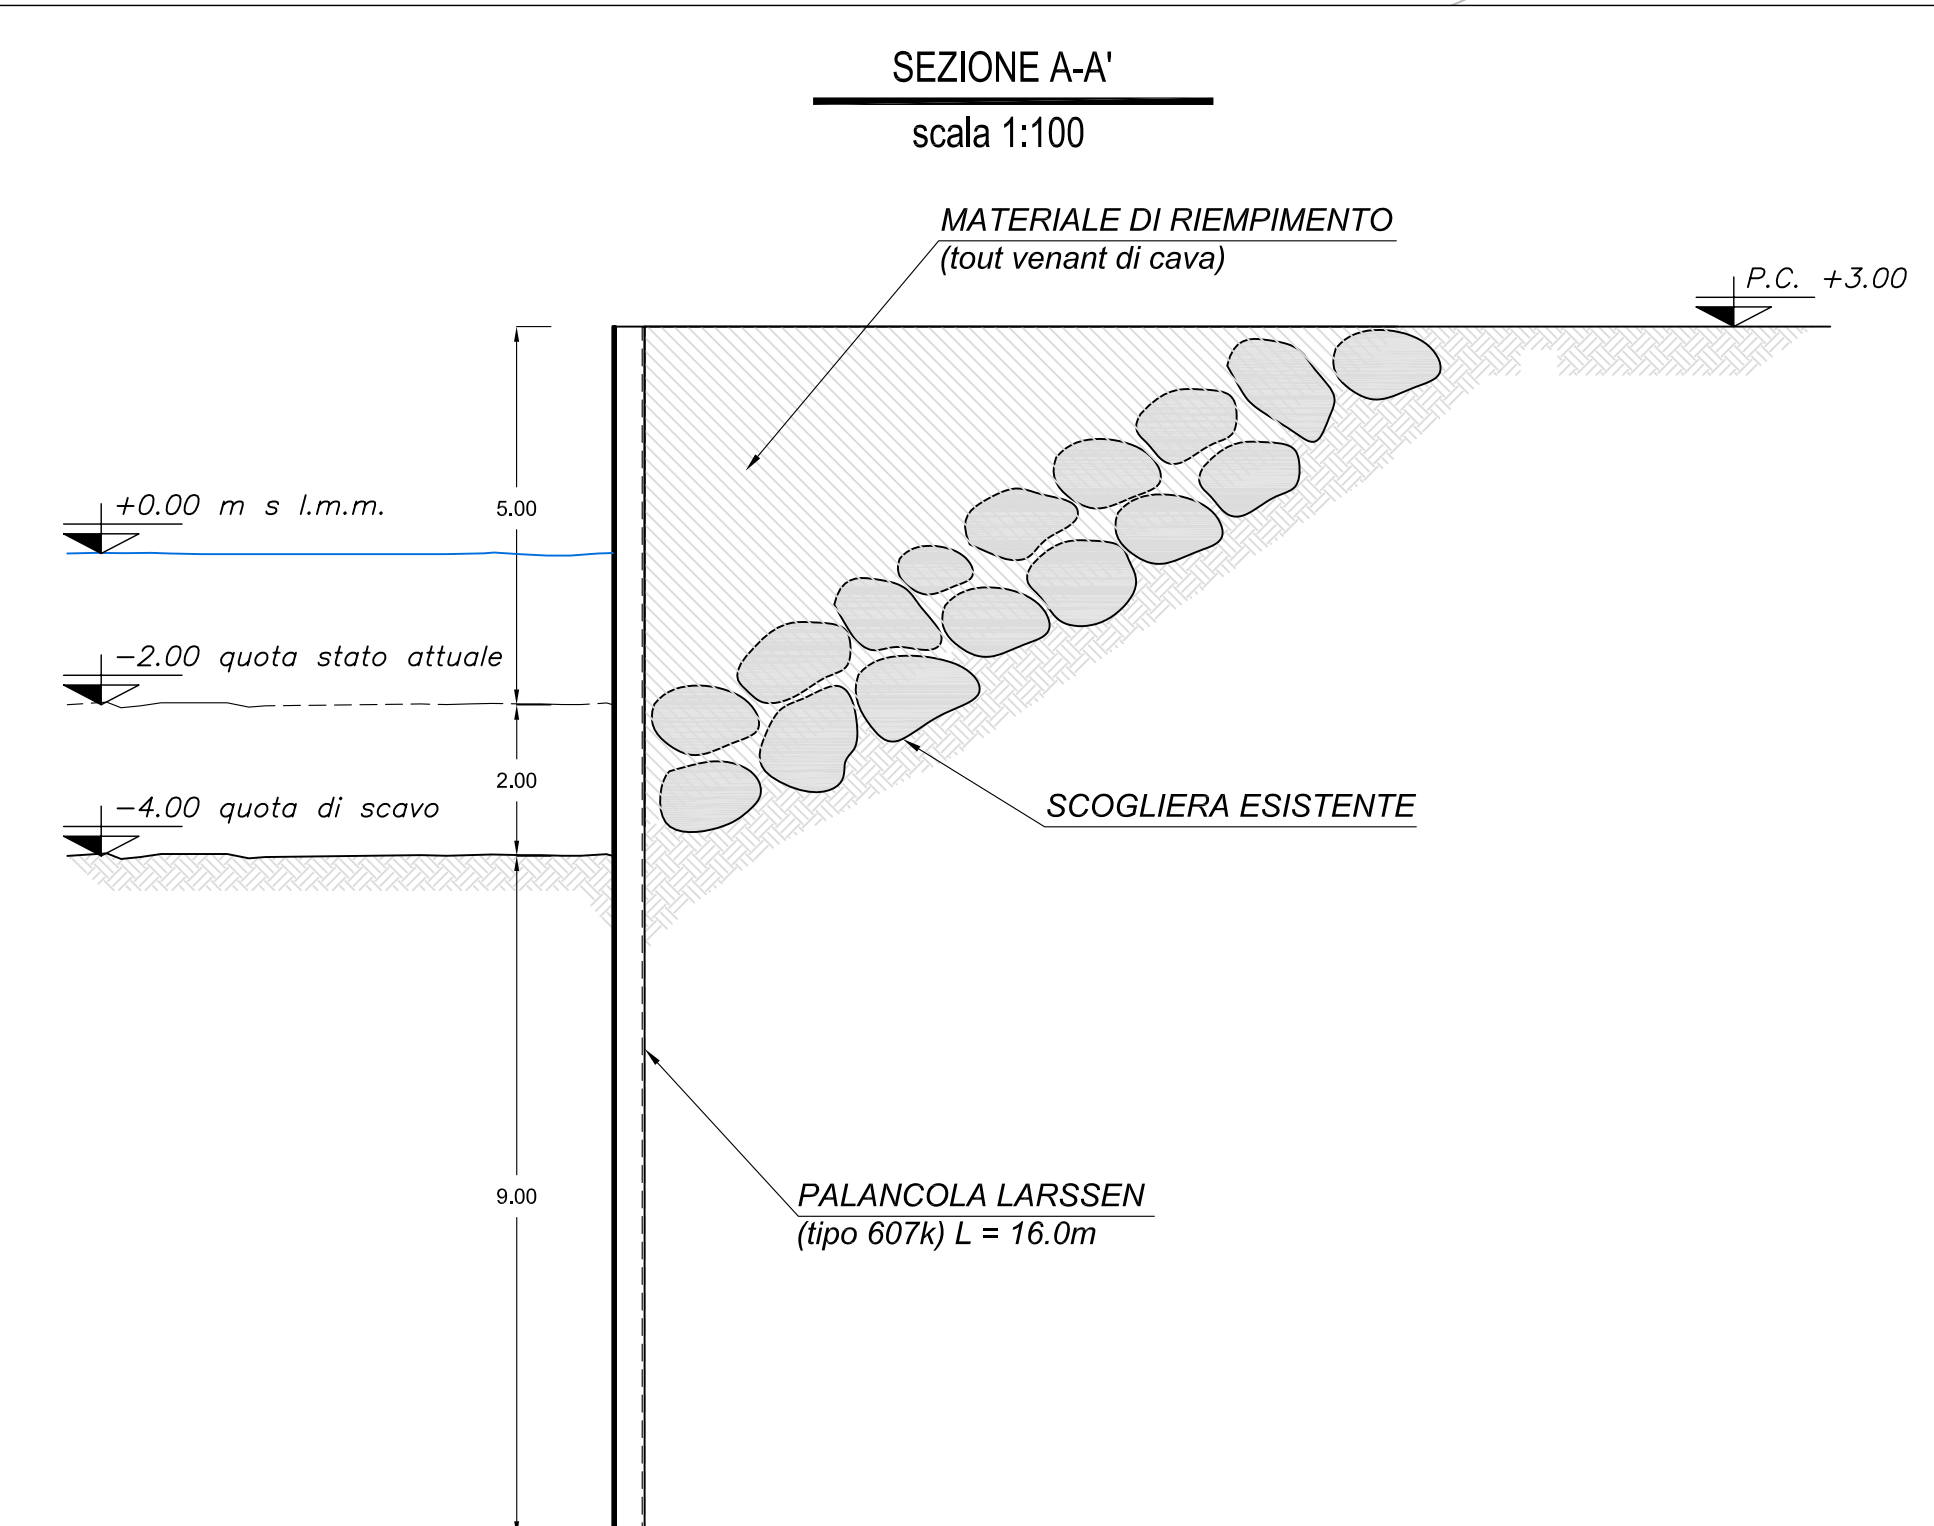 SEZIONE A-A'
scala 1:100
MATERIALE DI RIEMPIMENTO
(tout venant di cava)
P.C. +3.00
+0.00 m s l.m.m.
5.00
-2.00 quota stato attuale
2.00
-4.00 quota di scavo
SCOGLIERA ESISTENTE
9.00
PALANCOLA LARSSEN
(tipo 607k) L = 16.0m